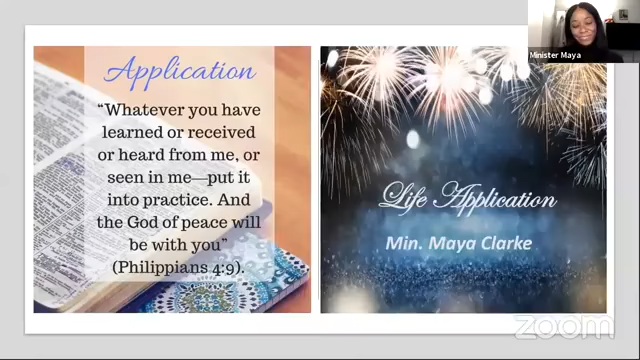 Application
“Whatever you have
learned or received
or heard from me, or
seen in me—put it
into practice. And
the God of peace will
be with you”
(Philippians 4:9).
Life Application
Min. Maya Clarke
Minister Maya
zoom